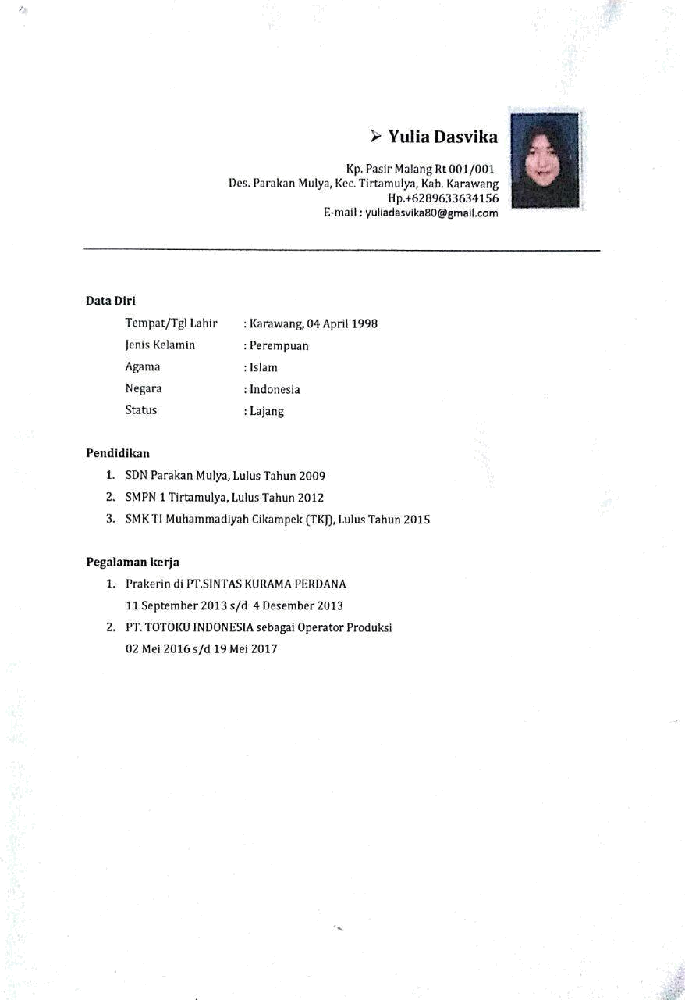 ➢ Yulia Dasvika
Kp. Pasir Malang Rt 001/001
Des. Parakan Mulya, Kec. Tirtamulya, Kab. Karawang
Hp.+6289633634156
E-mail : yuliadasvika80@gmail.com
Data Diri
Tempat/Tgl Lahir : Karawang, 04 April 1998
Jenis Kelamin : Perempuan
Agama : Islam
Negara : Indonesia
Status : Lajang
Pendidikan
1. SDN Parakan Mulya, Lulus Tahun 2009
2. SMPN 1 Tirtamulya, Lulus Tahun 2012
3. SMK TI Muhammadiyah Cikampek (TKJ), Lulus Tahun 2015
Pegalaman kerja
1. Prakerin di PT.SINTAS KURAMA PERDANA
11 September 2013 s/d 4 Desember 2013
2. PT. TOTOKU INDONESIA sebagai Operator Produksi
02 Mei 2016 s/d 19 Mei 2017